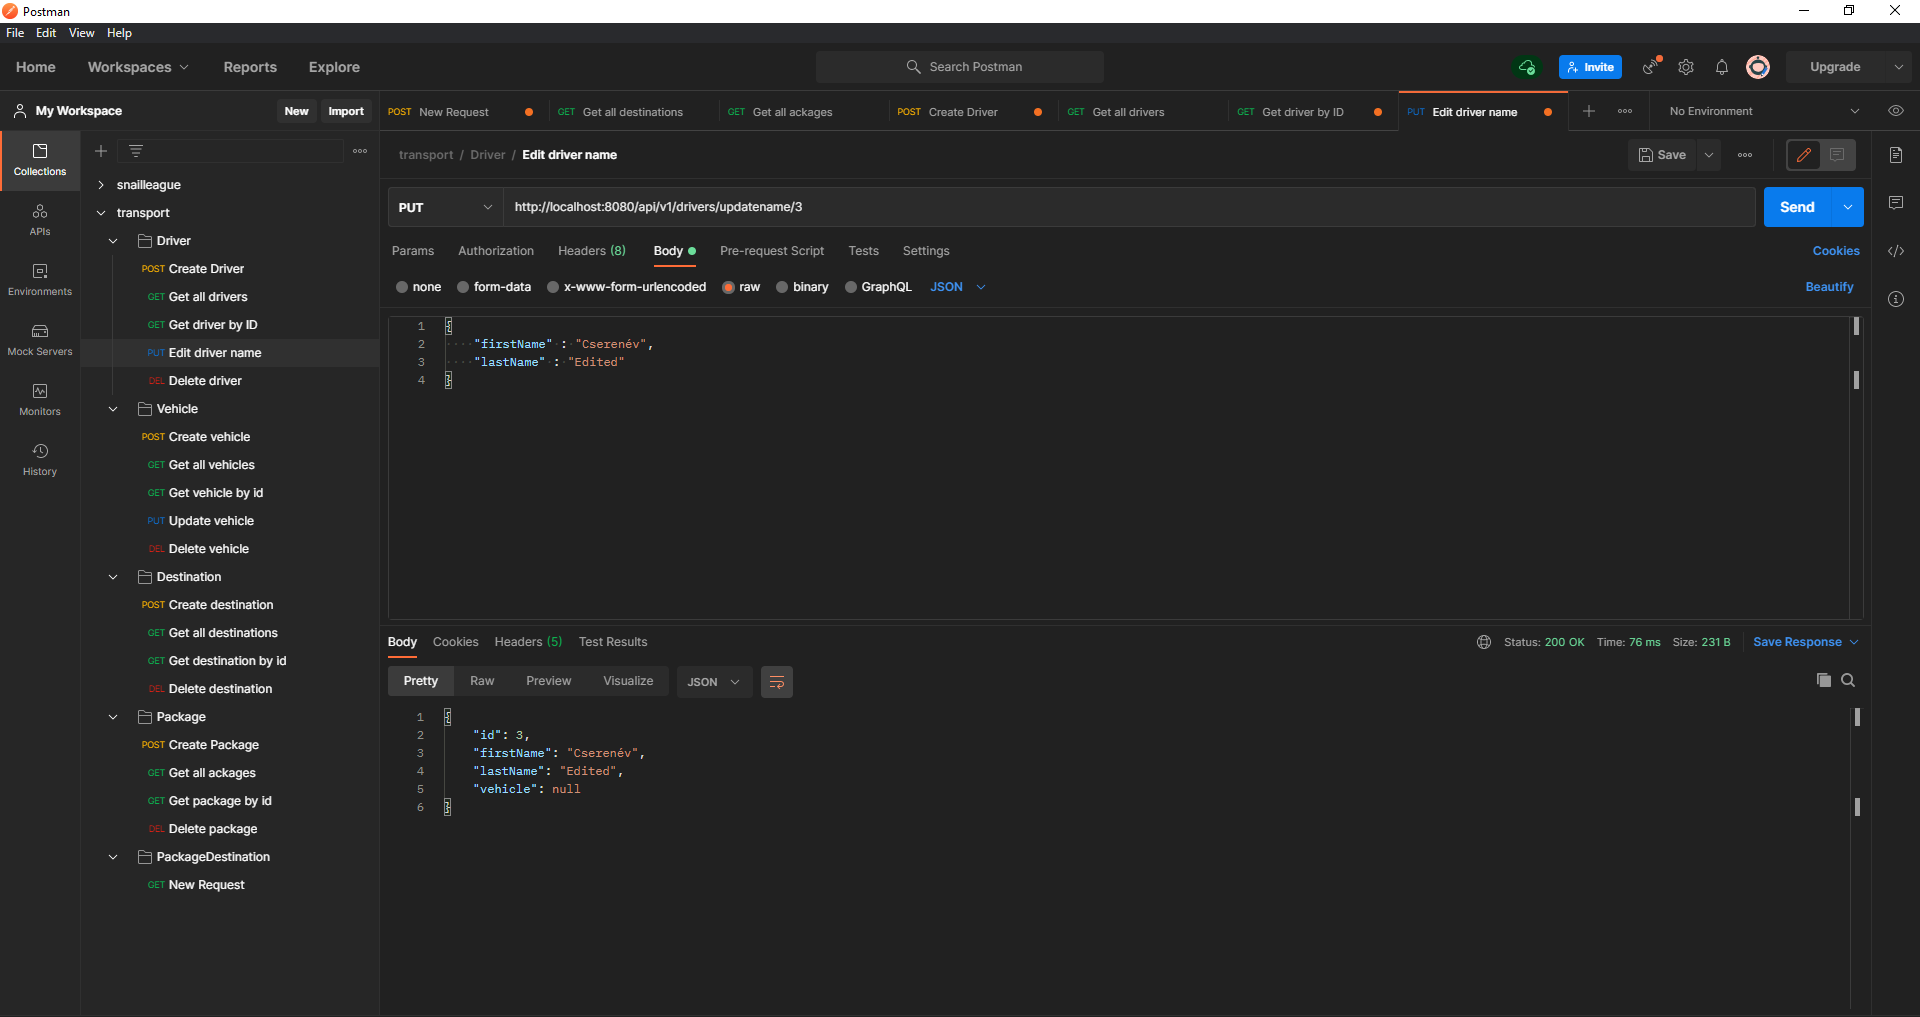 Postman
File Edit View Help
Home Workspaces Reports Explore
Search Postman
Invite
Upgrade
My Workspace
New Import
POST New Request
GET Get all destinations
GET Get all ackages
POST Create Driver
GET Get all drivers
GET Get driver by ID
PUT Edit driver name
No Environment
Collections
APIs
Environments
Mock Servers
Monitors
History
snailleague
transport
Driver
POST Create Driver
GET Get all drivers
GET Get driver by ID
PUT Edit driver name
DEL Delete driver
Vehicle
POST Create vehicle
GET Get all vehicles
GET Get vehicle by id
PUT Update vehicle
DEL Delete vehicle
Destination
POST Create destination
GET Get all destinations
GET Get destination by id
DEL Delete destination
Package
POST Create Package
GET Get all ackages
GET Get package by id
DEL Delete package
PackageDestination
GET New Request
transport / Driver / Edit driver name
Save
PUT http://localhost:8080/api/v1/drivers/updatename/3
Send
Params Authorization Headers (8) Body Pre-request Script Tests Settings
Cookies
none form-data x-www-form-urlencoded raw binary GraphQL JSON
Beautify
1 {
2 "firstName" : "Cserenév",
3 "lastName" : "Edited"
4 }
Body Cookies Headers (5) Test Results
Status: 200 OK Time: 76 ms Size: 231 B
Save Response
Pretty Raw Preview Visualize JSON
1 {
2 "id": 3,
3 "firstName": "Cserenév",
4 "lastName": "Edited",
5 "vehicle": null
6 }